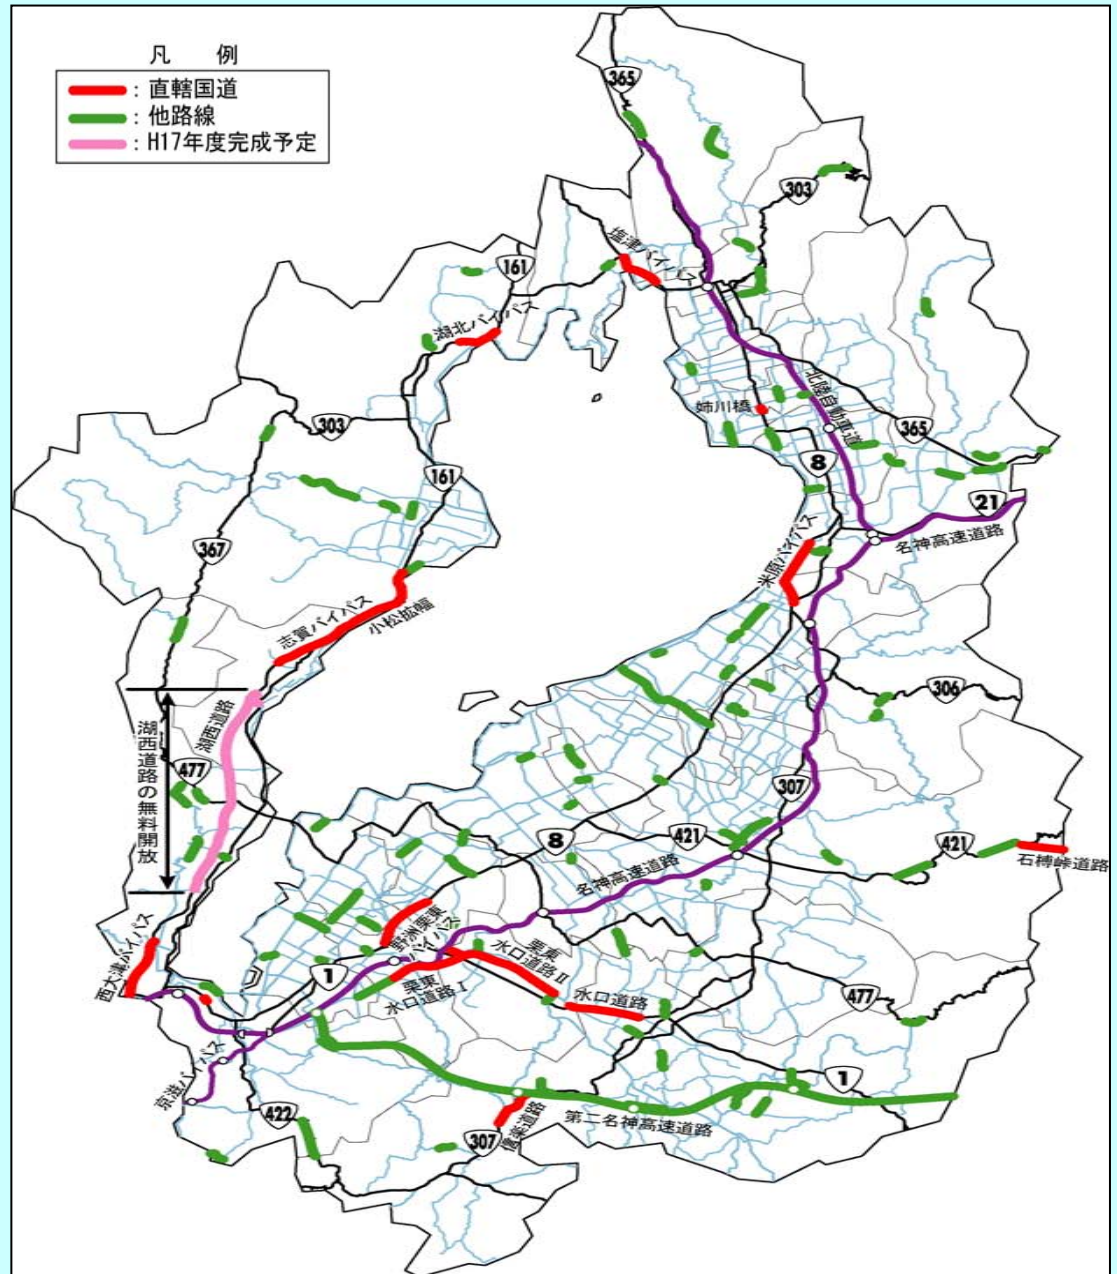 凡　例
: 直轄国道
: 他路線
: H17年度完成予定
365
303
塩津バイパス
161
湖北バイパス
北陸自動車道
姉川橋
365
303
8
161
21
名神高速道路
367
米原バイパス
志賀バイパス
小松拡幅
306
湖西道路
湖西道路の無料開放
477
307
8
421
421
石榑峠道路
名神高速道路
野洲栗東
バイパス
西大津バイパス
栗東
水口道路Ⅱ
1
栗東
水口道路Ⅰ
水口道路
477
京滋バイパス
1
422
第二名神高速道路
307
信楽道路